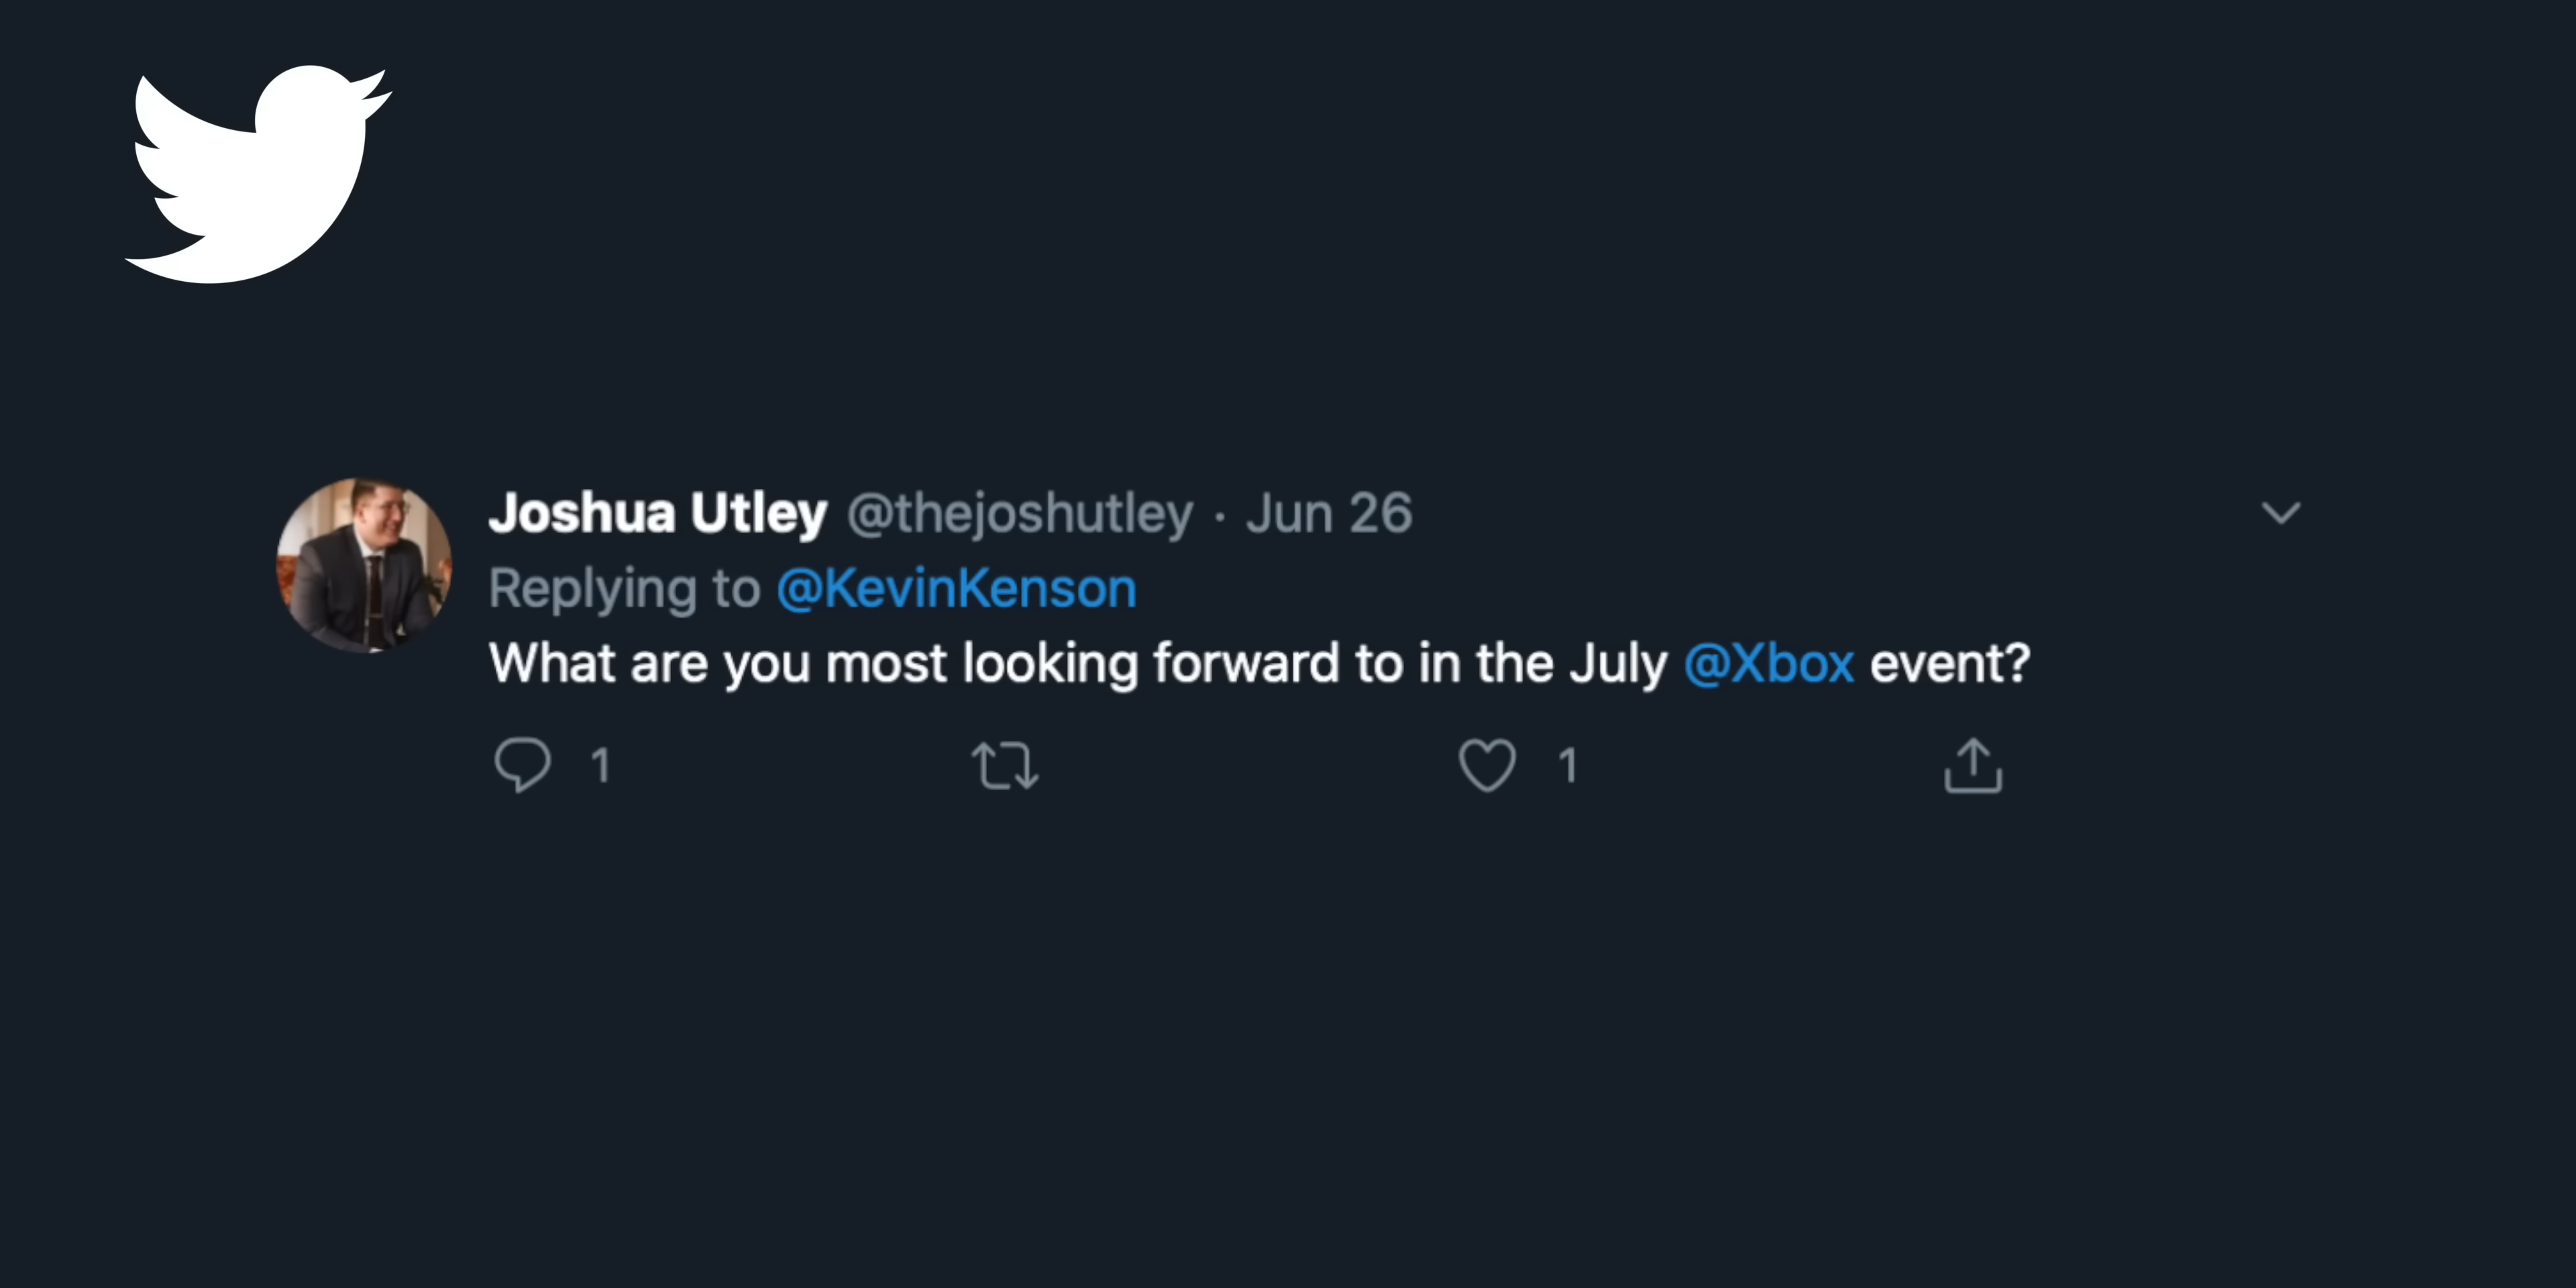 Joshua Utley @thejoshutley · Jun 26
Replying to @KevinKenson
What are you most looking forward to in the July @Xbox event?
1 1